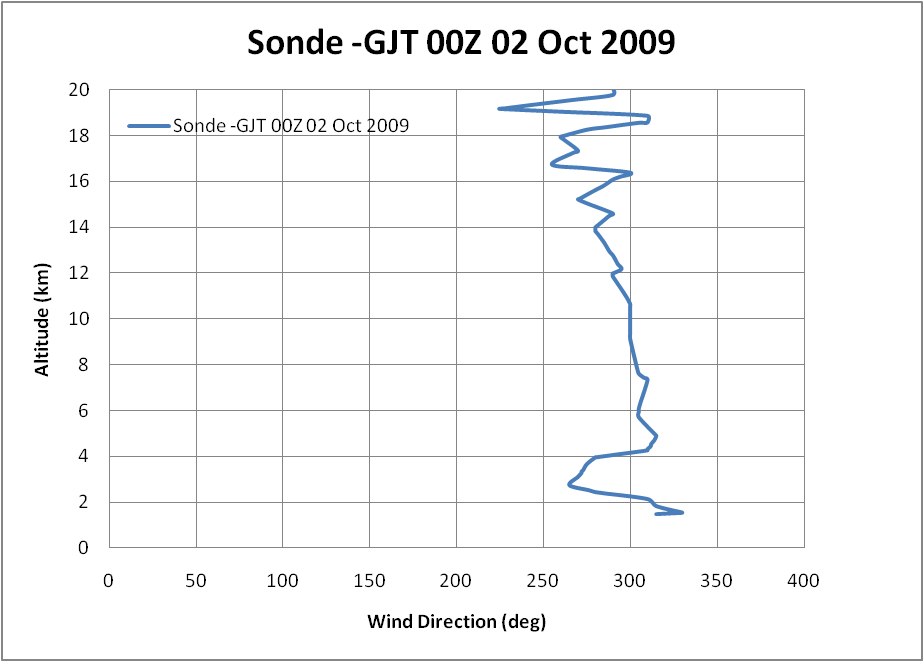 Sonde -GJT 00Z 02 Oct 2009
20
Sonde -GJT 00Z 02 Oct 2009
18
16
14
12
10
8
6
4
2
0
Altitude (km)
0 50 100 150 200 250 300 350 400
Wind Direction (deg)